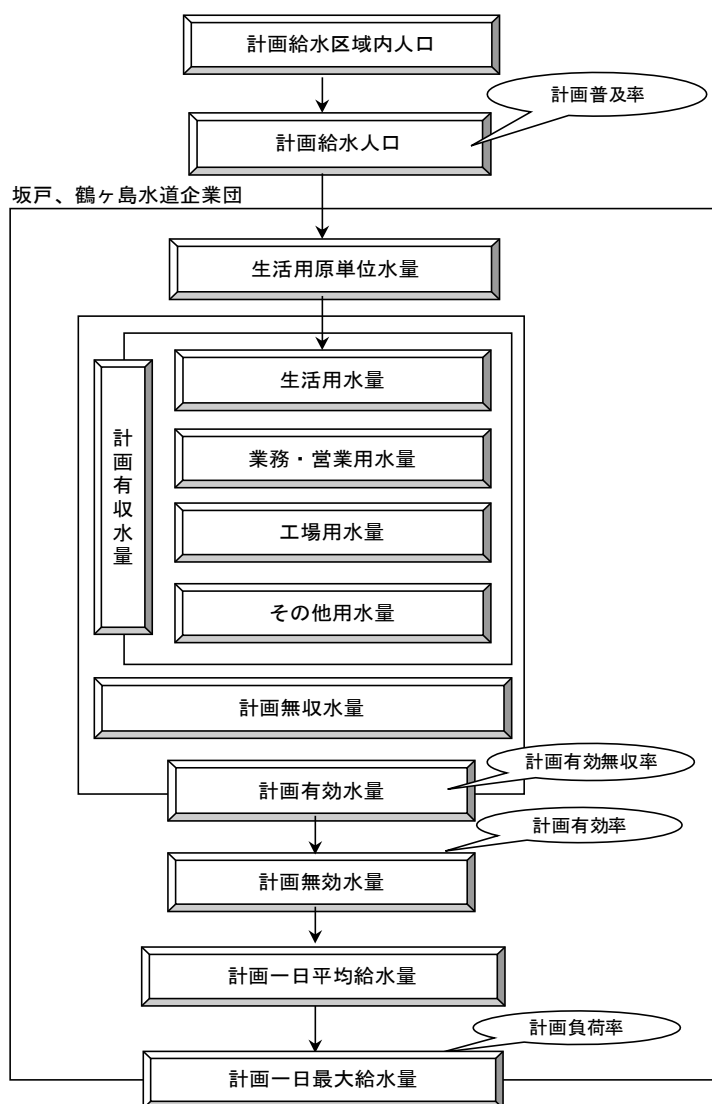 計画給水区域内人口
計画普及率
計画給水人口
坂戸、鶴ヶ島水道企業団
生活用原単位水量
計画有収水量
生活用水量
業務・営業用水量
工場用水量
その他用水量
計画無収水量
計画有効無収率
計画有効水量
計画有効率
計画無効水量
計画一日平均給水量
計画負荷率
計画一日最大給水量